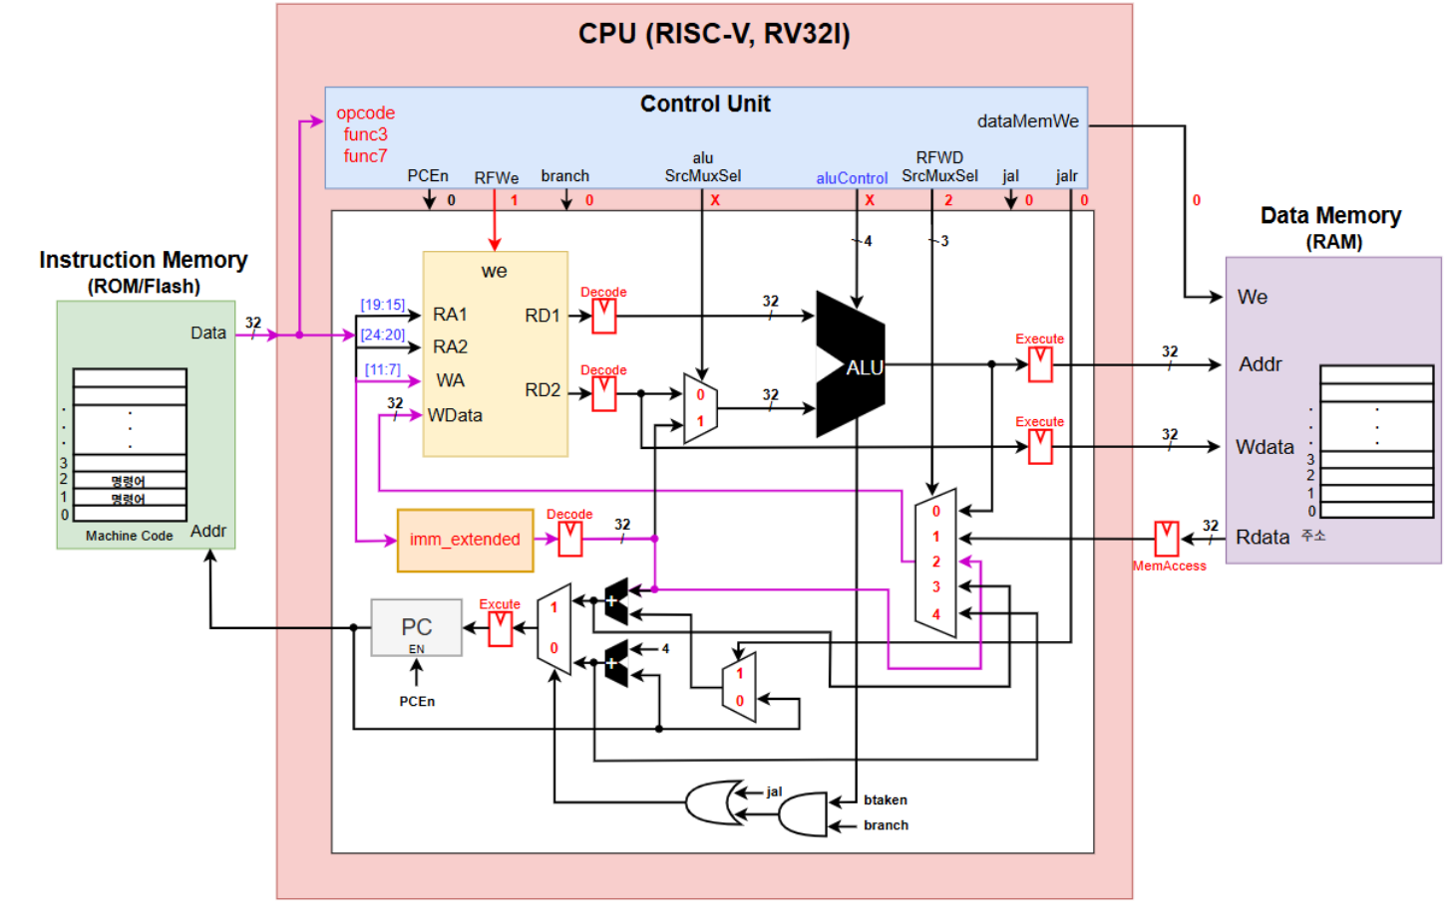 CPU (RISC-V, RV32I)
Control Unit
opcode
func3
func7
dataMemWe
PCEn
RFWe
branch
alu
SrcMuxSel
aluControl
RFWD
SrcMuxSel
jal
jalr
0
1
0
X
X
2
0
0
0
4
3
Instruction Memory
(ROM/Flash)
Data
32
.
.
.
.
.
.
3
2
명령어
1
명령어
0
Machine Code
Addr
[19:15]
[24:20]
[11:7]
32
we
RA1
RA2
WA
WData
RD1
RD2
Decode
Decode
32
0
1
32
ALU
Execute
32
Execute
32
imm_extended
Decode
32
0
1
2
3
4
MemAccess
32
Data Memory
(RAM)
We
Addr
Wdata
Rdata
.
.
.
.
.
.
3
2
1
0
주소
PC
EN
PCEn
Excute
1
0
+
+
4
1
0
jal
btaken
branch